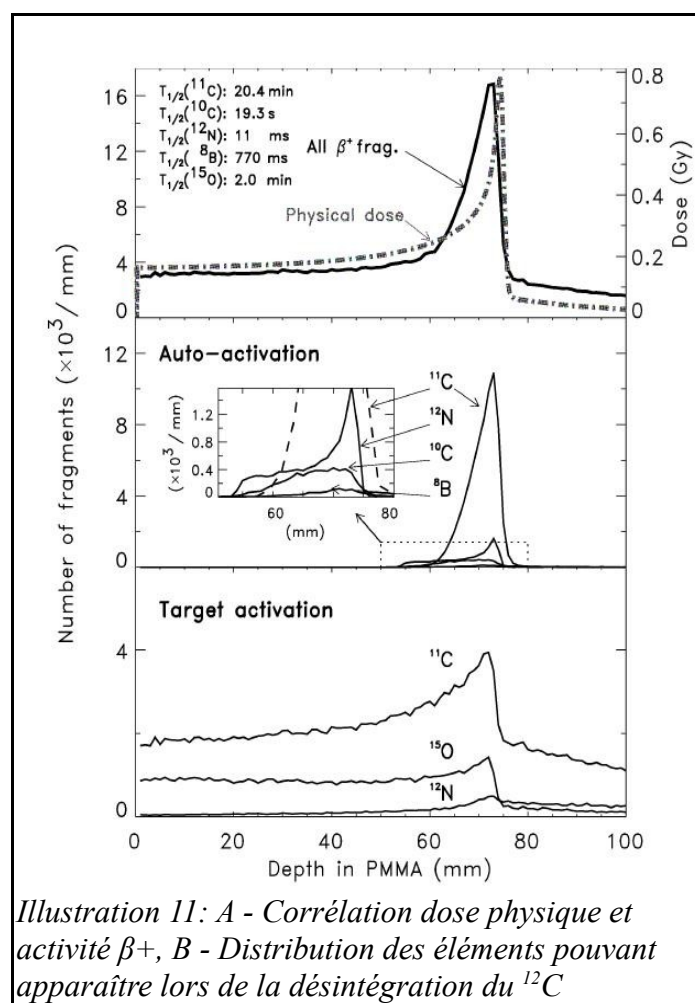 T₁/₂(¹¹C): 20.4 min
T₁/₂(¹⁰C): 19.3 s
T₁/₂(¹²N): 11 ms
T₁/₂( ⁸B): 770 ms
T₁/₂(¹⁵O): 2.0 min
All β⁺ frag.
Physical dose
16
12
8
4
0
0.8
0.6
0.4
0.2
0
Dose (Gy)
Number of fragments (×10³/ mm)
Auto-activation
12
10
8
6
4
2
0
(×10³/ mm)
1.2
0.8
0.4
0
60
80
(mm)
¹¹C
¹²N
¹⁰C
⁸B
Target activation
4
2
0
¹¹C
¹⁵O
¹²N
0
20
40
60
80
100
Depth in PMMA (mm)
Illustration 11: A - Corrélation dose physique et
activité β+, B - Distribution des éléments pouvant
apparaître lors de la désintégration du ¹²C